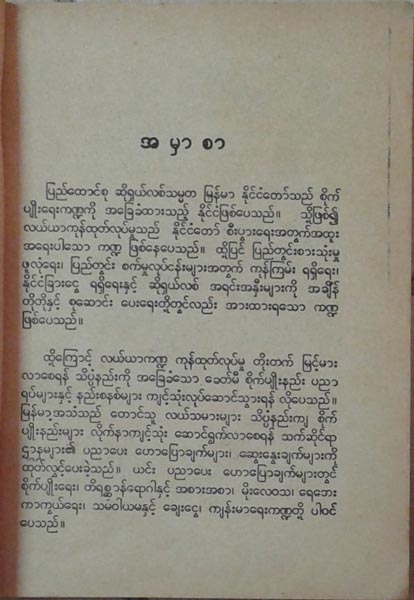 အမှာစာ
ပြည်ထောင်စု ဆိုရှယ်လစ်သမ္မတ မြန်မာ နိုင်ငံတော်သည် စိုက်
ပျိုးရေးကဏ္ဍကို အခြေခံထားသည့် နိုင်ငံဖြစ်ပေသည်။ သို့ဖြစ်၍
လယ်ယာကုန်ထုတ်လုပ်မှုသည် နိုင်ငံတော် စီးပွားရေးအတွက်အထူး
အရေးပါသော ကဏ္ဍ ဖြစ်နေပေသည်။ ထို့ပြင် ပြည်တွင်းစားသုံးမှု
ဖူလုံရေး၊ ပြည်တွင်း စက်မှုလုပ်ငန်းများအတွက် ကုန်ကြမ်း ရရှိရေး၊
နိုင်ငံခြားငွေ ရရှိရေးနှင့် ဆိုရှယ်လစ် အရင်းအနှီးများကို အချိန်
တိုတိုနှင့် စုဆောင်း ပေးရေးတို့တွင်လည်း အားထားရသော ကဏ္ဍ
ဖြစ်ပေသည်။
ထို့ကြောင့် လယ်ယာကဏ္ဍ ကုန်ထုတ်လုပ်မှု တိုးတက် မြင့်မား
လာစေရန် သိပ္ပံနည်းကို အခြေခံသော ခေတ်မီ စိုက်ပျိုးနည်း ပညာ
ရပ်များနှင့် နည်းစနစ်များ ကျင့်သုံးလုပ်ဆောင်သွားရန် လိုပေသည်။
မြန်မာ့အသံသည် တောင်သူ လယ်သမားများ သိပ္ပံနည်းကျ စိုက်
ပျိုးနည်းများ လိုက်နာကျင့်သုံး ဆောင်ရွက်လာစေရန် သက်ဆိုင်ရာ
ဌာနများ၏ ပညာပေး ဟောပြောချက်များ၊ ဆွေးနွေးချက်များကို
ထုတ်လွှင့်ပေးခဲ့သည်။ ယင်း ပညာပေး ဟောပြောချက်များတွင်
စိုက်ပျိုးရေး၊ တိရစ္ဆာန်ရောဂါနှင့် အစားအစာ၊ မိုးလေဝသ၊ ရေဘေး
ကာကွယ်ရေး၊ သမဝါယမနှင့် ချေးငွေ၊ ကျန်းမာရေးကဏ္ဍတို့ ပါဝင်
ပေသည်။